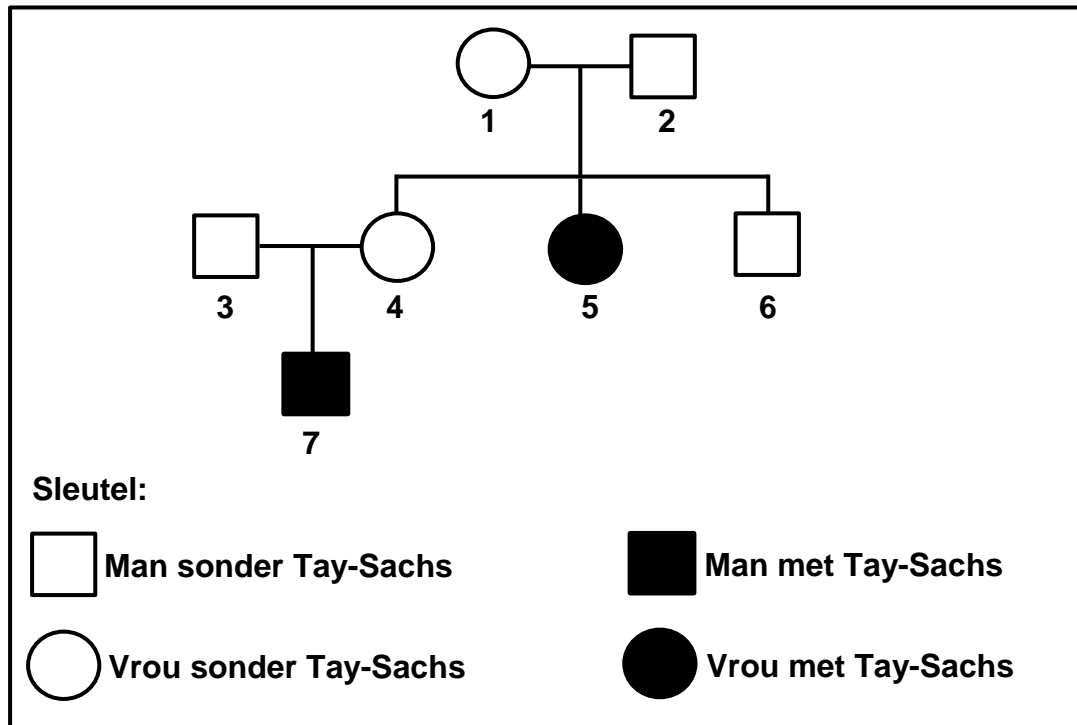 1 2
3 4 5 6
7
Sleutel:
Man sonder Tay-Sachs Man met Tay-Sachs
Vrou sonder Tay-Sachs Vrou met Tay-Sachs